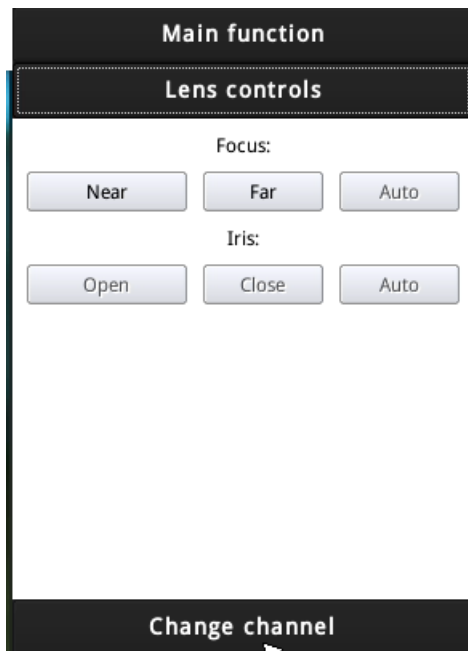 Main function
Lens controls
Focus:
Near Far Auto
Iris:
Open Close Auto
Change channel